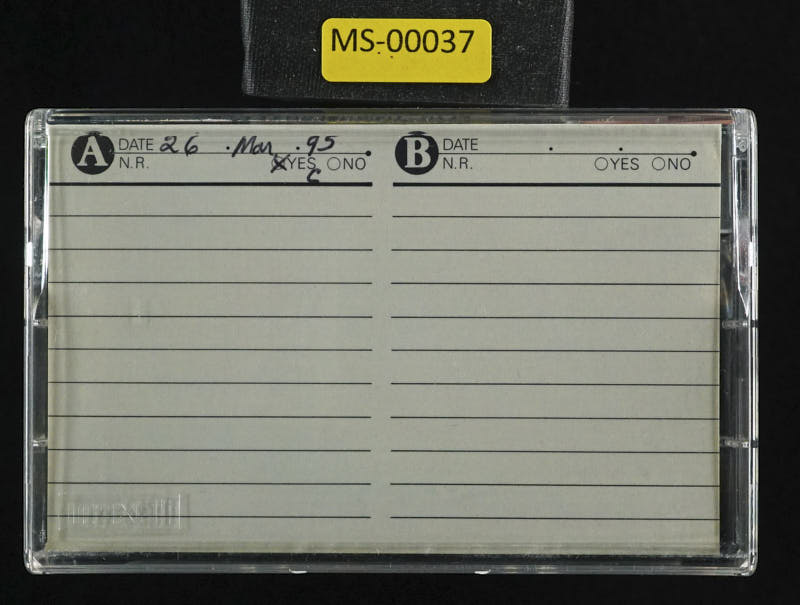 MS-00037
A DATE 26 . Mar . 95
N.R. YES NO
C
B DATE . .
N.R. YES NO
maxell